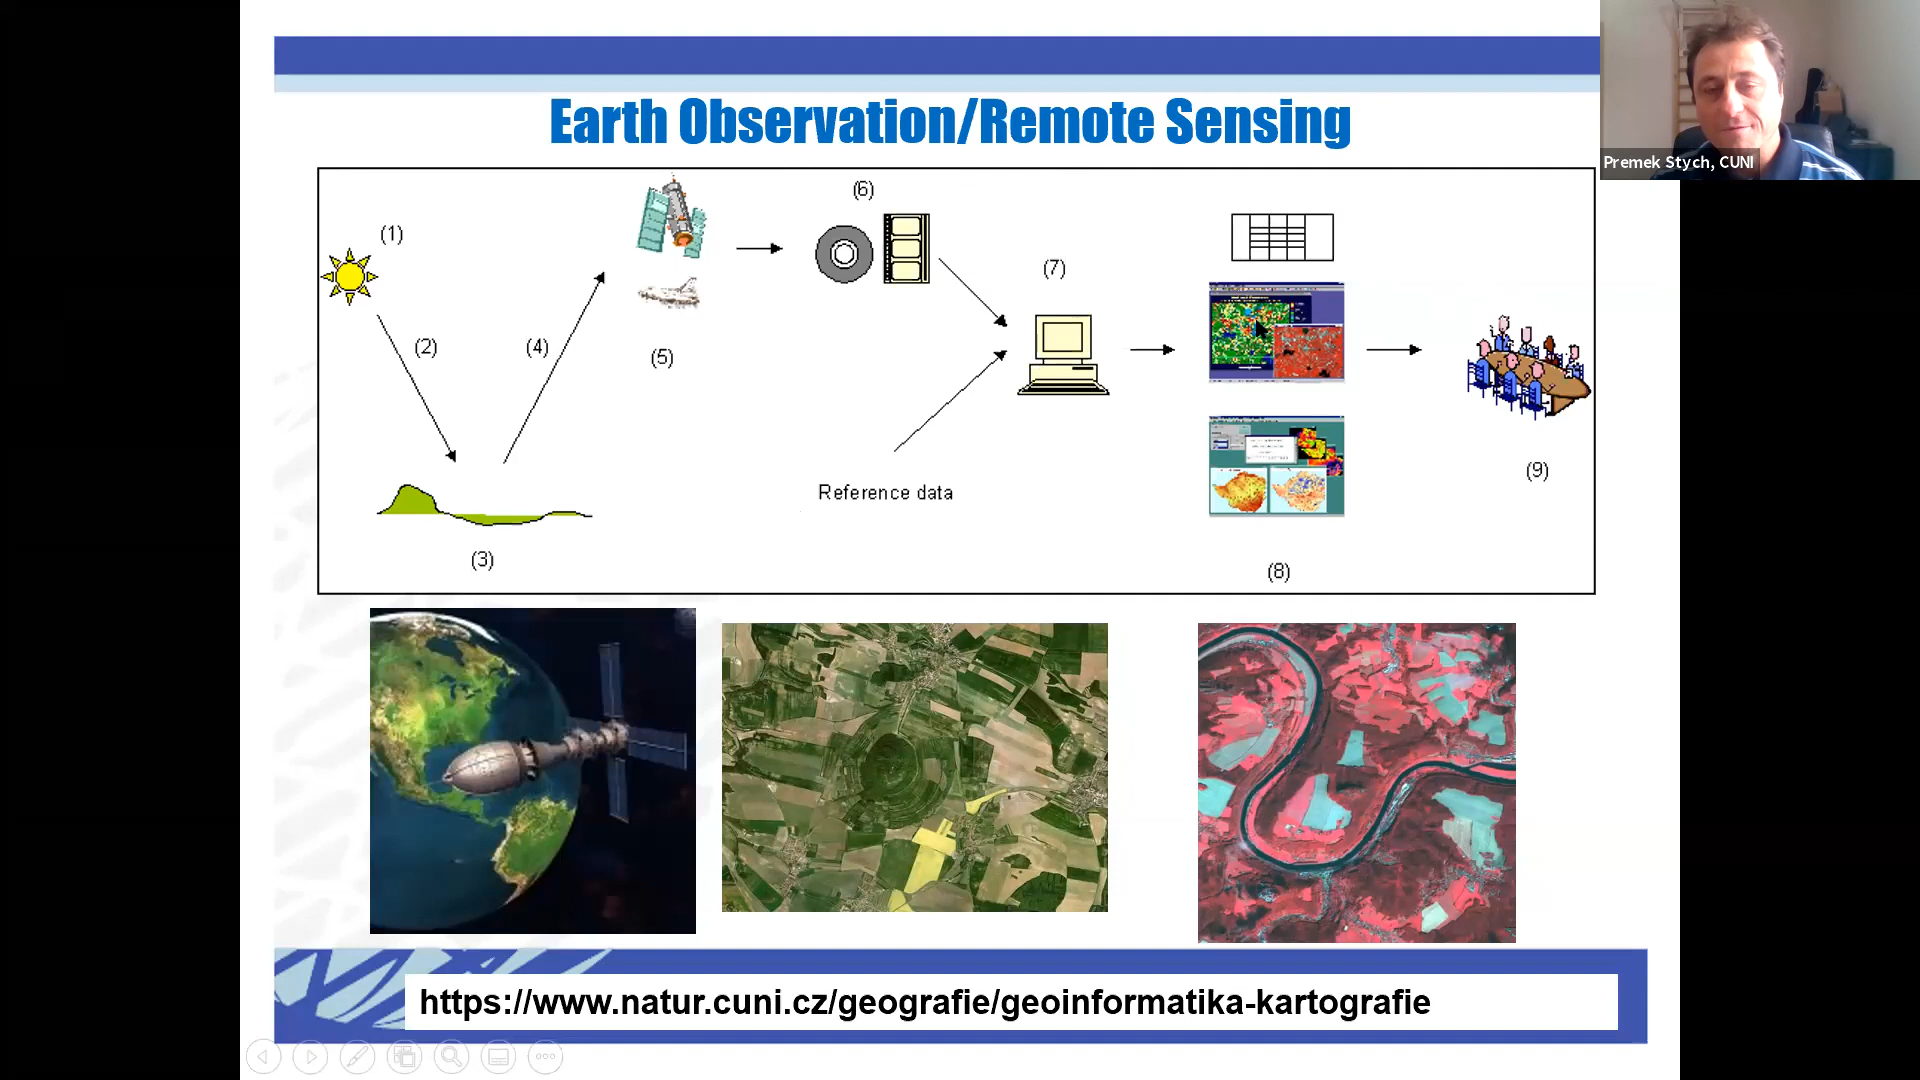 Earth Observation/Remote Sensing
Premek Stych, CUNI
(1)
(2)
(3)
(4)
(5)
(6)
(7)
Reference data
(8)
(9)
https://www.natur.cuni.cz/geografie/geoinformatika-kartografie